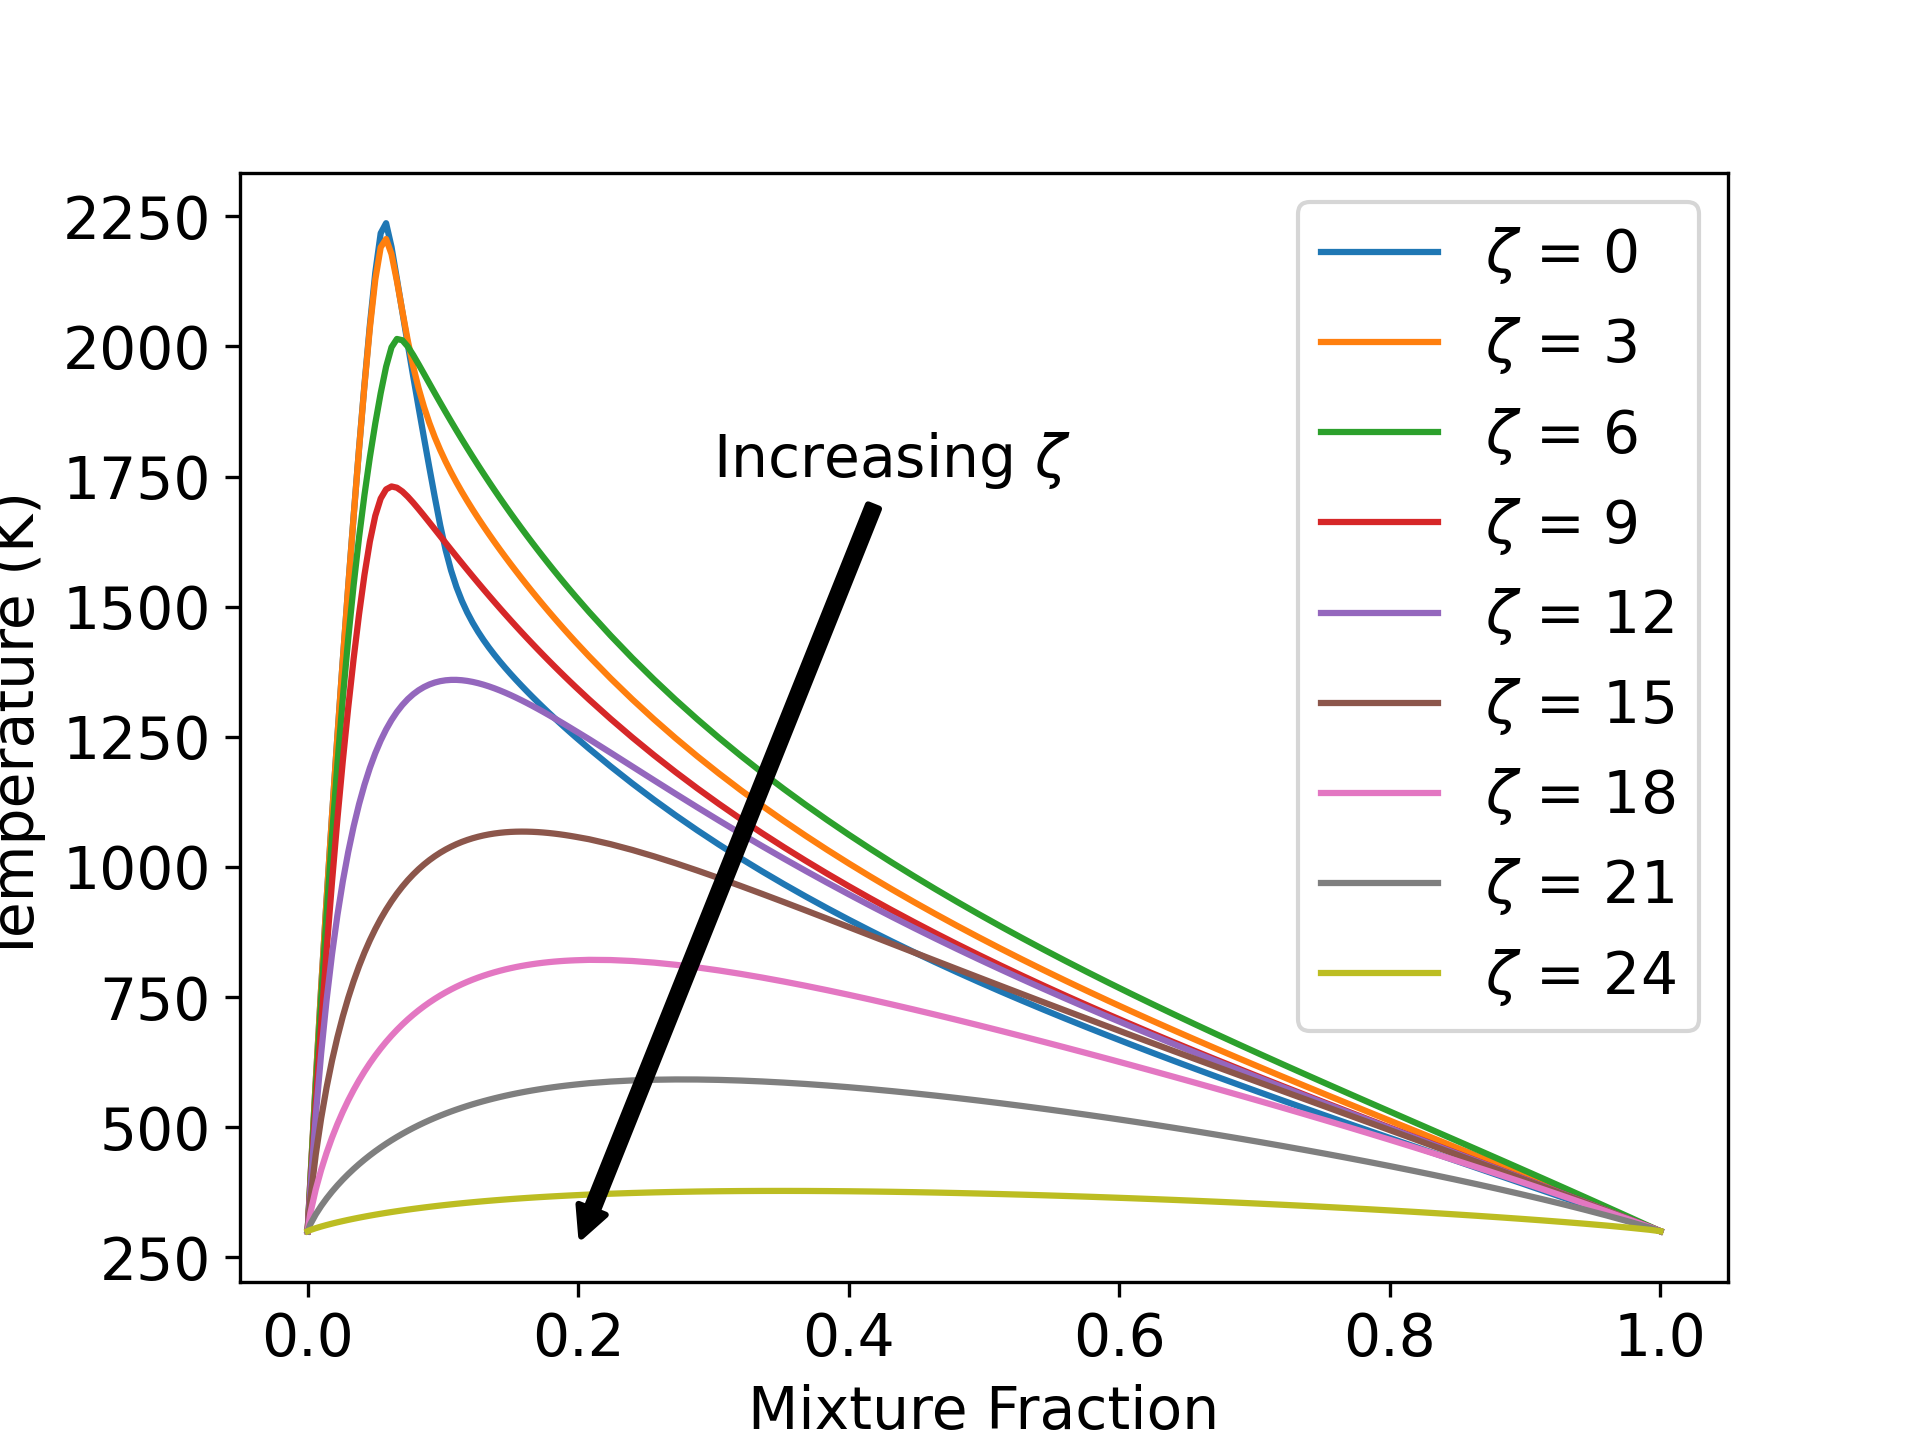 2250
2000
1750
1500
1250
1000
750
500
250
Temperature (K)
Increasing ζ
ζ = 0
ζ = 3
ζ = 6
ζ = 9
ζ = 12
ζ = 15
ζ = 18
ζ = 21
ζ = 24
0.0 0.2 0.4 0.6 0.8 1.0
Mixture Fraction